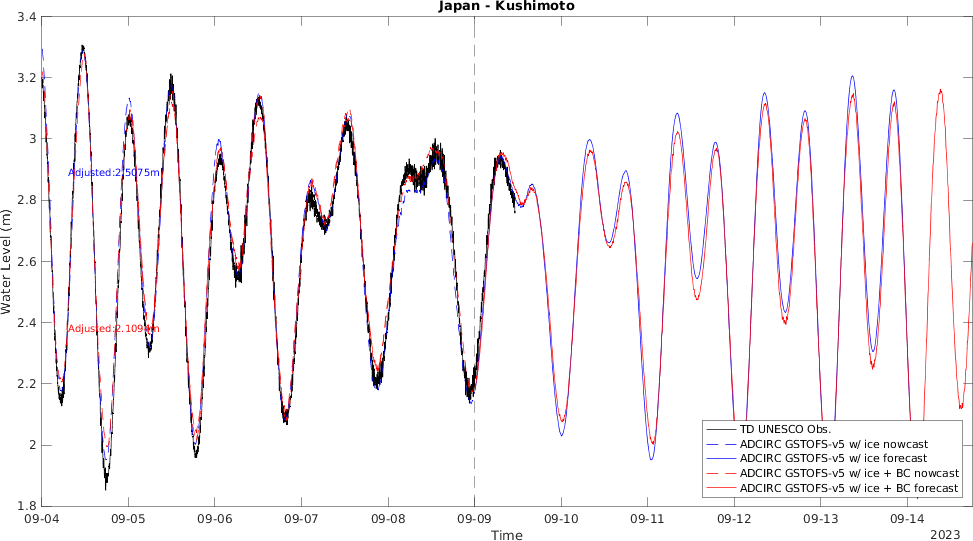 Japan - Kushimoto
3.4
3.2
3
2.8
2.6
2.4
2.2
2
1.8
Water Level (m)
Adjusted:2.5075m
09-04
09-05
09-06
09-07
09-08
09-09
09-10
09-11
09-12
09-13
09-14
Time
2023
TD UNESCO Obs.
ADCIRC GSTOFS-v5 w/ ice nowcast
ADCIRC GSTOFS-v5 w/ ice forecast
ADCIRC GSTOFS-v5 w/ ice + BC nowcast
ADCIRC GSTOFS-v5 w/ ice + BC forecast